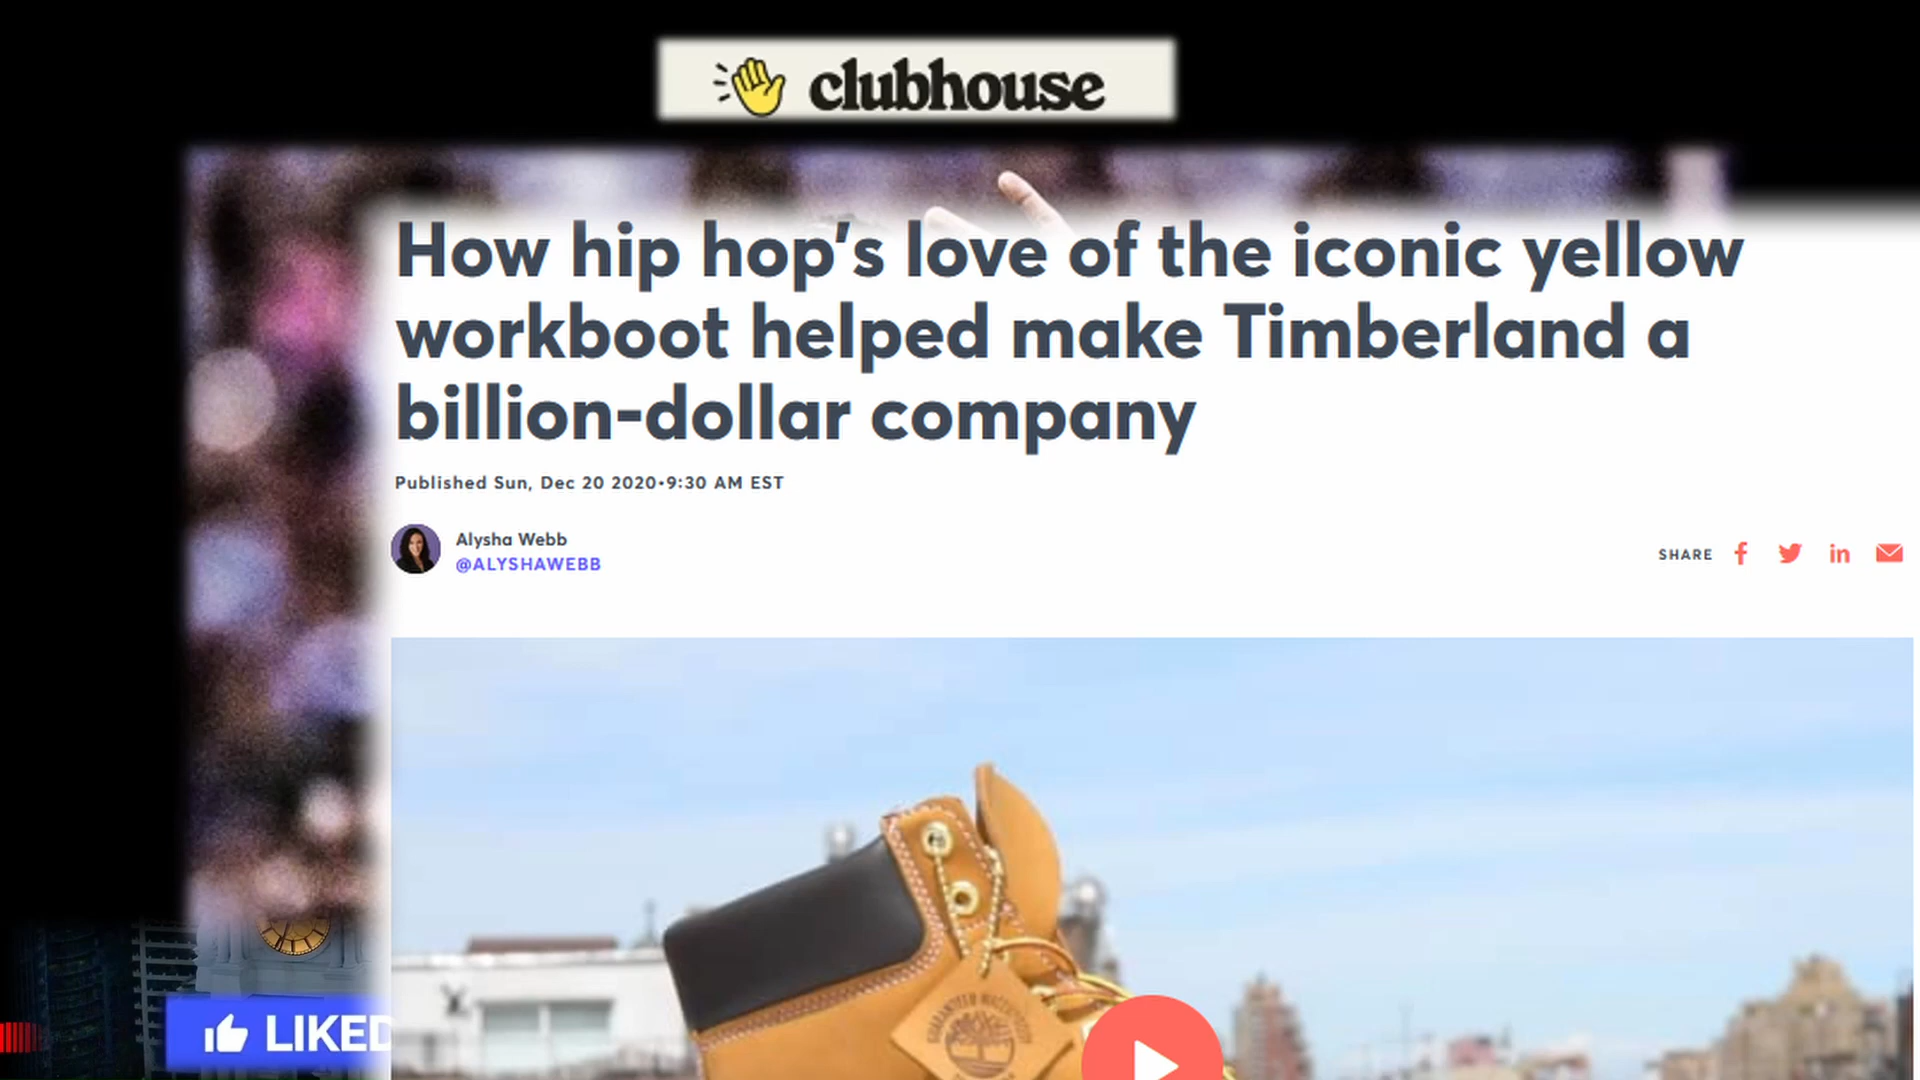 clubhouse
How hip hop's love of the iconic yellow
workboot helped make Timberland a
billion-dollar company
Published Sun, Dec 20 2020•9:30 AM EST
Alysha Webb
@ALYSHAWEBB
SHARE
LIKED